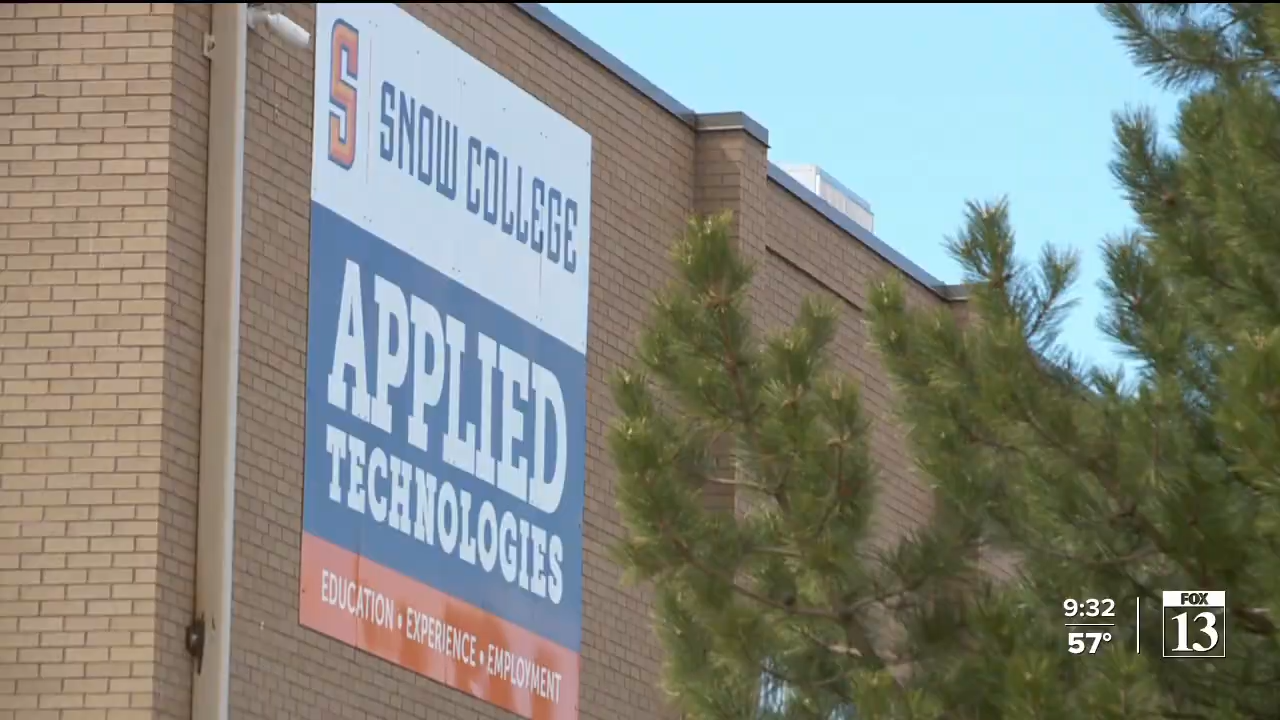 S SNOW COLLEGE
APPLIED
TECHNOLOGIES
EDUCATION • EXPERIENCE • EMPLOYMENT
9:32
57°
FOX
13